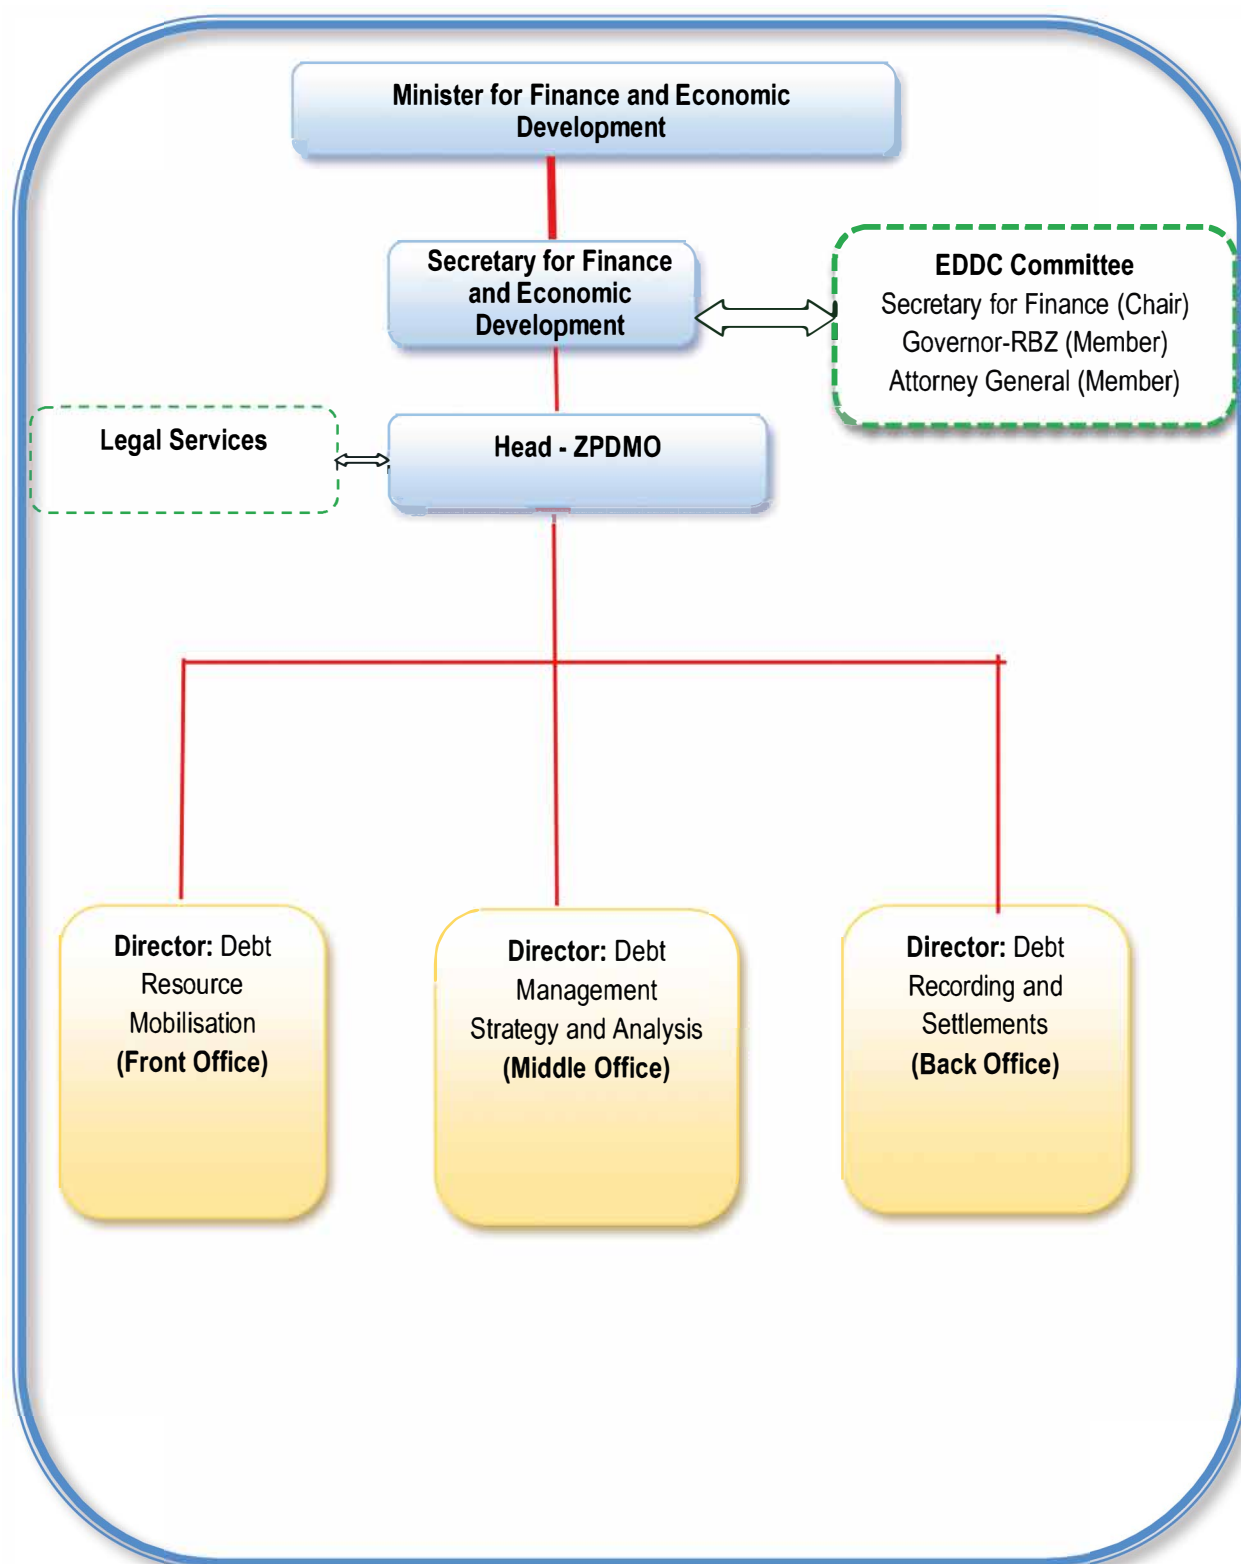 Minister for Finance and Economic
Development
Secretary for Finance
and Economic
Development
EDDC Committee
Secretary for Finance (Chair)
Governor-RBZ (Member)
Attorney General (Member)
Legal Services
Head - ZPDMO
Director: Debt
Resource
Mobilisation
(Front Office)
Director: Debt
Management
Strategy and Analysis
(Middle Office)
Director: Debt
Recording and
Settlements
(Back Office)